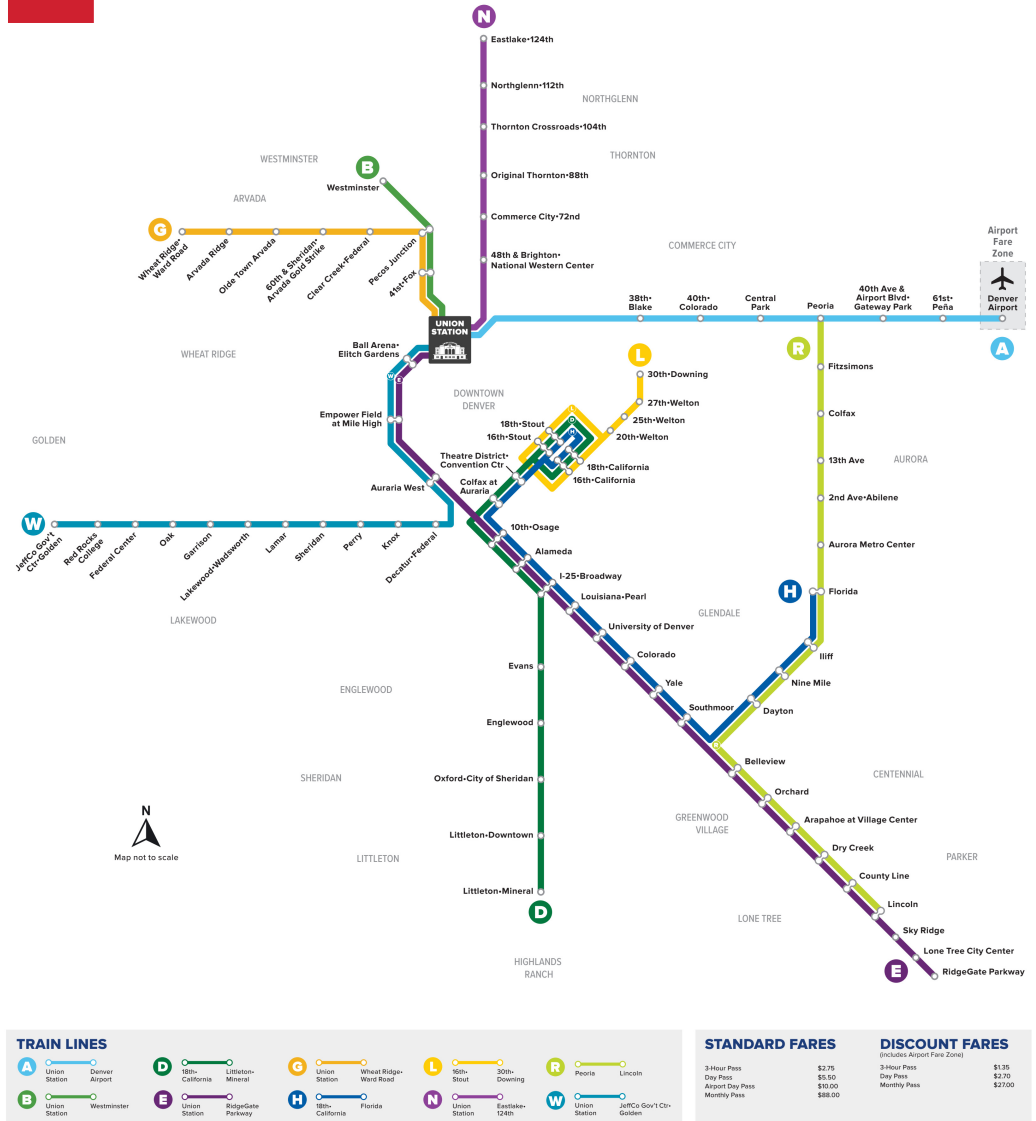 N
Eastlake•124th
Northglenn•112th
NORTHGLENN
Thornton Crossroads•104th
THORNTON
WESTMINSTER
B
Westminster
Original Thornton•88th
ARVADA
Commerce City•72nd
G
Wheat Ridge•
Ward Road
Arvada Ridge
Olde Town Arvada
60th & Sheridan•
Arvada Gold Strike
Clear Creek•Federal
Pecos Junction
41st•Fox
48th & Brighton•
National Western Center
COMMERCE CITY
Airport
Fare
Zone
Denver
Airport
38th•
Blake
40th•
Colorado
Central
Park
Peoria
40th Ave &
Airport Blvd•
Gateway Park
61st•
Peña
A
UNION
STATION
Ball Arena•
Elitch Gardens
WHEAT RIDGE
W
E
L
R
30th•Downing
Fitzsimons
DOWNTOWN
DENVER
27th•Welton
25th•Welton
20th•Welton
L
D
H
18th•Stout
16th•Stout
Colfax
Empower Field
at Mile High
GOLDEN
Theatre District•
Convention Ctr
18th•California
16th•California
13th Ave
AURORA
Colfax at
Auraria
Auraria West
2nd Ave•Abilene
W
JeffCo Gov't
Ctr•Golden
Red Rocks
College
Federal Center
Oak
Garrison
Lakewood•Wadsworth
Lamar
Sheridan
Perry
Knox
Decatur•Federal
10th•Osage
Alameda
Aurora Metro Center
I-25•Broadway
H
Florida
Louisiana•Pearl
GLENDALE
LAKEWOOD
University of Denver
Colorado
Iliff
Evans
Yale
Nine Mile
ENGLEWOOD
Southmoor
Dayton
Englewood
R
Belleview
SHERIDAN
Oxford•City of Sheridan
CENTENNIAL
Orchard
N
Map not to scale
GREENWOOD
VILLAGE
Arapahoe at Village Center
Littleton•Downtown
Dry Creek
LITTLETON
PARKER
County Line
Littleton•Mineral
Lincoln
D
LONE TREE
Sky Ridge
Lone Tree City Center
HIGHLANDS
RANCH
E
RidgeGate Parkway
TRAIN LINES
A
Union
Station
Denver
Airport
D
18th•
California
Littleton•
Mineral
G
Union
Station
Wheat Ridge•
Ward Road
L
16th•
Stout
30th•
Downing
R
Peoria
Lincoln
B
Union
Station
Westminster
E
Union
Station
RidgeGate
Parkway
H
18th•
California
Florida
N
Union
Station
Eastlake•
124th
W
Union
Station
JeffCo Gov't Ctr•
Golden
STANDARD FARES
3-Hour Pass $2.75
Day Pass $5.50
Airport Day Pass $10.00
Monthly Pass $88.00
DISCOUNT FARES
(includes Airport Fare Zone)
3-Hour Pass $1.35
Day Pass $2.70
Monthly Pass $27.00